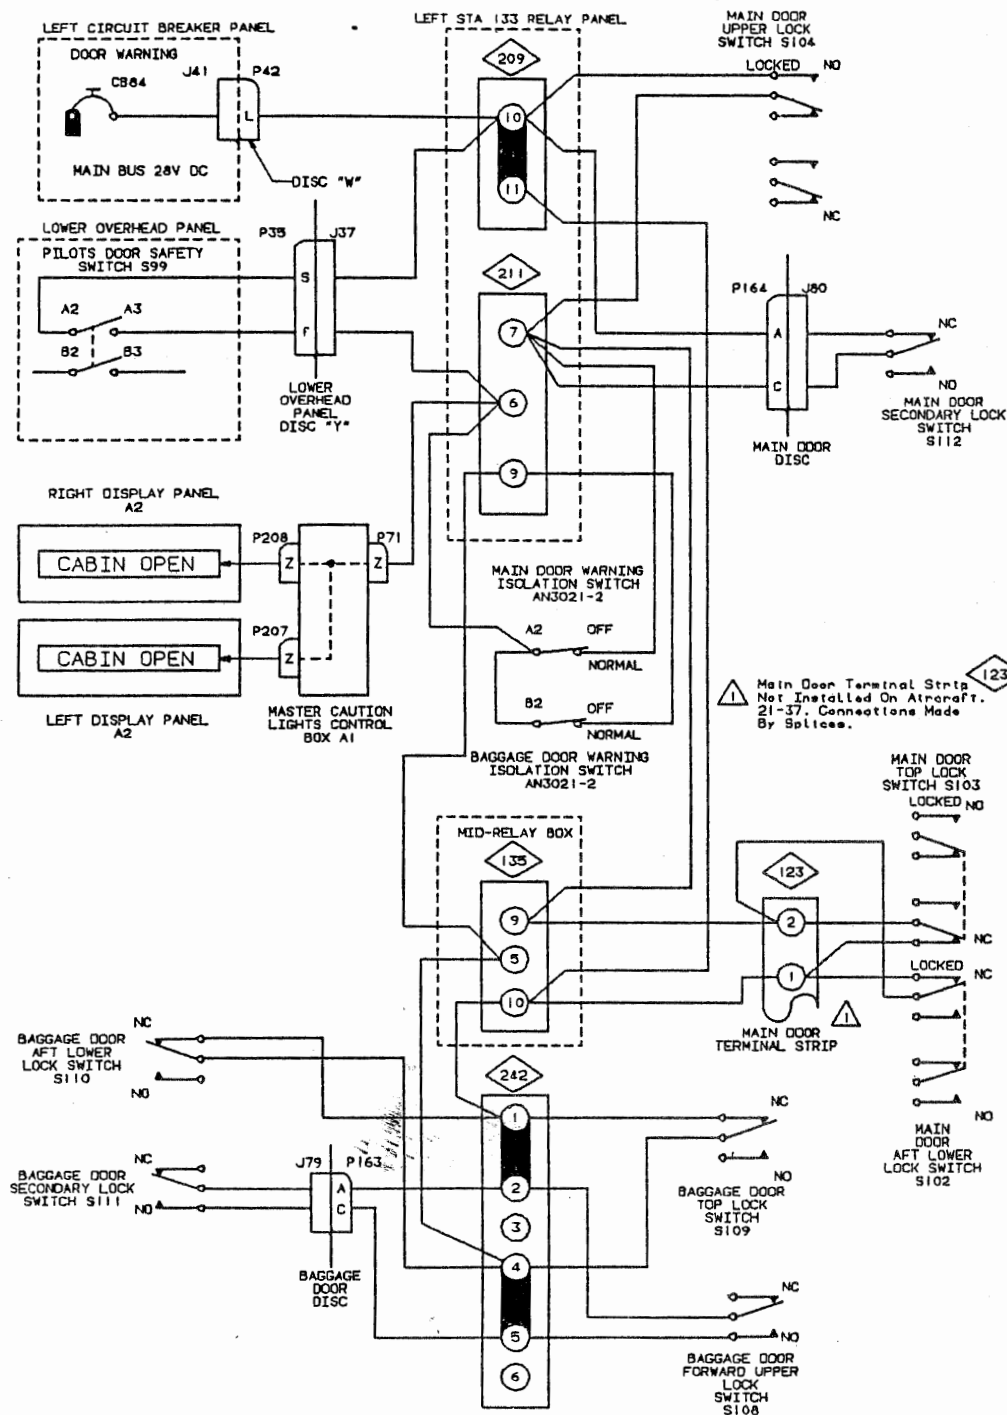 LEFT CIRCUIT BREAKER PANEL
DOOR WARNING
CB84
J41
P42
L
MAIN BUS 28V DC
DISC "W"
LEFT STA 133 RELAY PANEL
209
10
11
MAIN DOOR
UPPER LOCK
SWITCH S104
LOCKED
NO
NC
LOWER OVERHEAD PANEL
PILOTS DOOR SAFETY
SWITCH S99
A2
A3
B2
B3
P35
J37
S
F
LOWER
OVERHEAD
PANEL
DISC "Y"
211
7
6
9
P164
J80
A
C
MAIN DOOR
DISC
NC
NO
MAIN DOOR
SECONDARY LOCK
SWITCH
S112
RIGHT DISPLAY PANEL
A2
CABIN OPEN
P208
Z
P71
Z
CABIN OPEN
P207
Z
LEFT DISPLAY PANEL
A2
MASTER CAUTION
LIGHTS CONTROL
BOX A1
MAIN DOOR WARNING
ISOLATION SWITCH
AN3021-2
A2
OFF
NORMAL
B2
OFF
NORMAL
BAGGAGE DOOR WARNING
ISOLATION SWITCH
AN3021-2
123
1
Main Door Terminal Strip
Not Installed On Aircraft.
21-37. Connections Made
By Splices.
MAIN DOOR
TOP LOCK
SWITCH S103
LOCKED
NO
NC
MID-RELAY BOX
135
9
5
10
123
2
1
MAIN DOOR
TERMINAL STRIP
1
LOCKED
NC
NO
MAIN
DOOR
AFT LOWER
LOCK SWITCH
S102
BAGGAGE DOOR
AFT LOWER
LOCK SWITCH
S110
NC
NO
242
1
2
3
4
5
6
BAGGAGE DOOR
SECONDARY LOCK
SWITCH S111
NC
NO
J79
P163
A
C
BAGGAGE
DOOR
DISC
NC
NO
BAGGAGE DOOR
TOP LOCK
SWITCH
S109
NC
NO
BAGGAGE DOOR
FORWARD UPPER
LOCK
SWITCH
S108